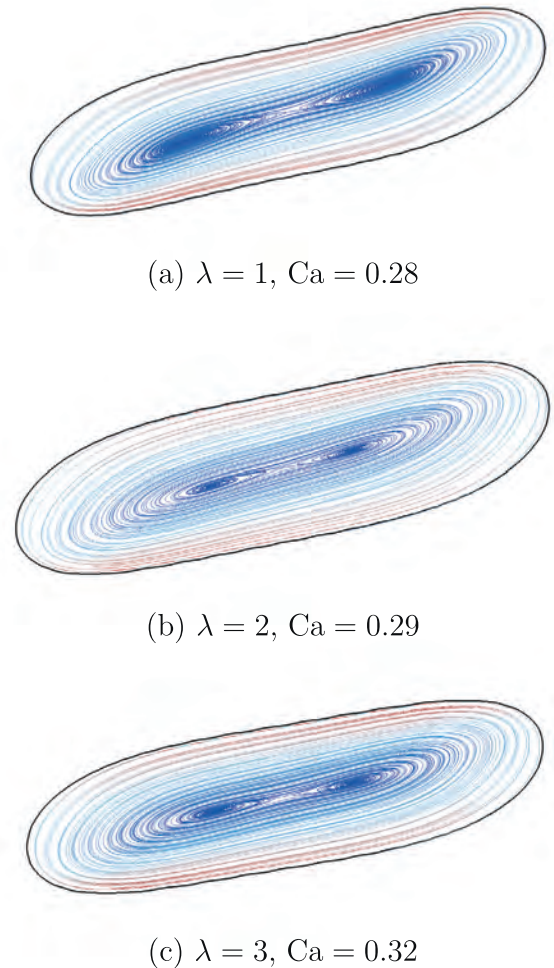 (a) λ = 1, Ca = 0.28
(b) λ = 2, Ca = 0.29
(c) λ = 3, Ca = 0.32